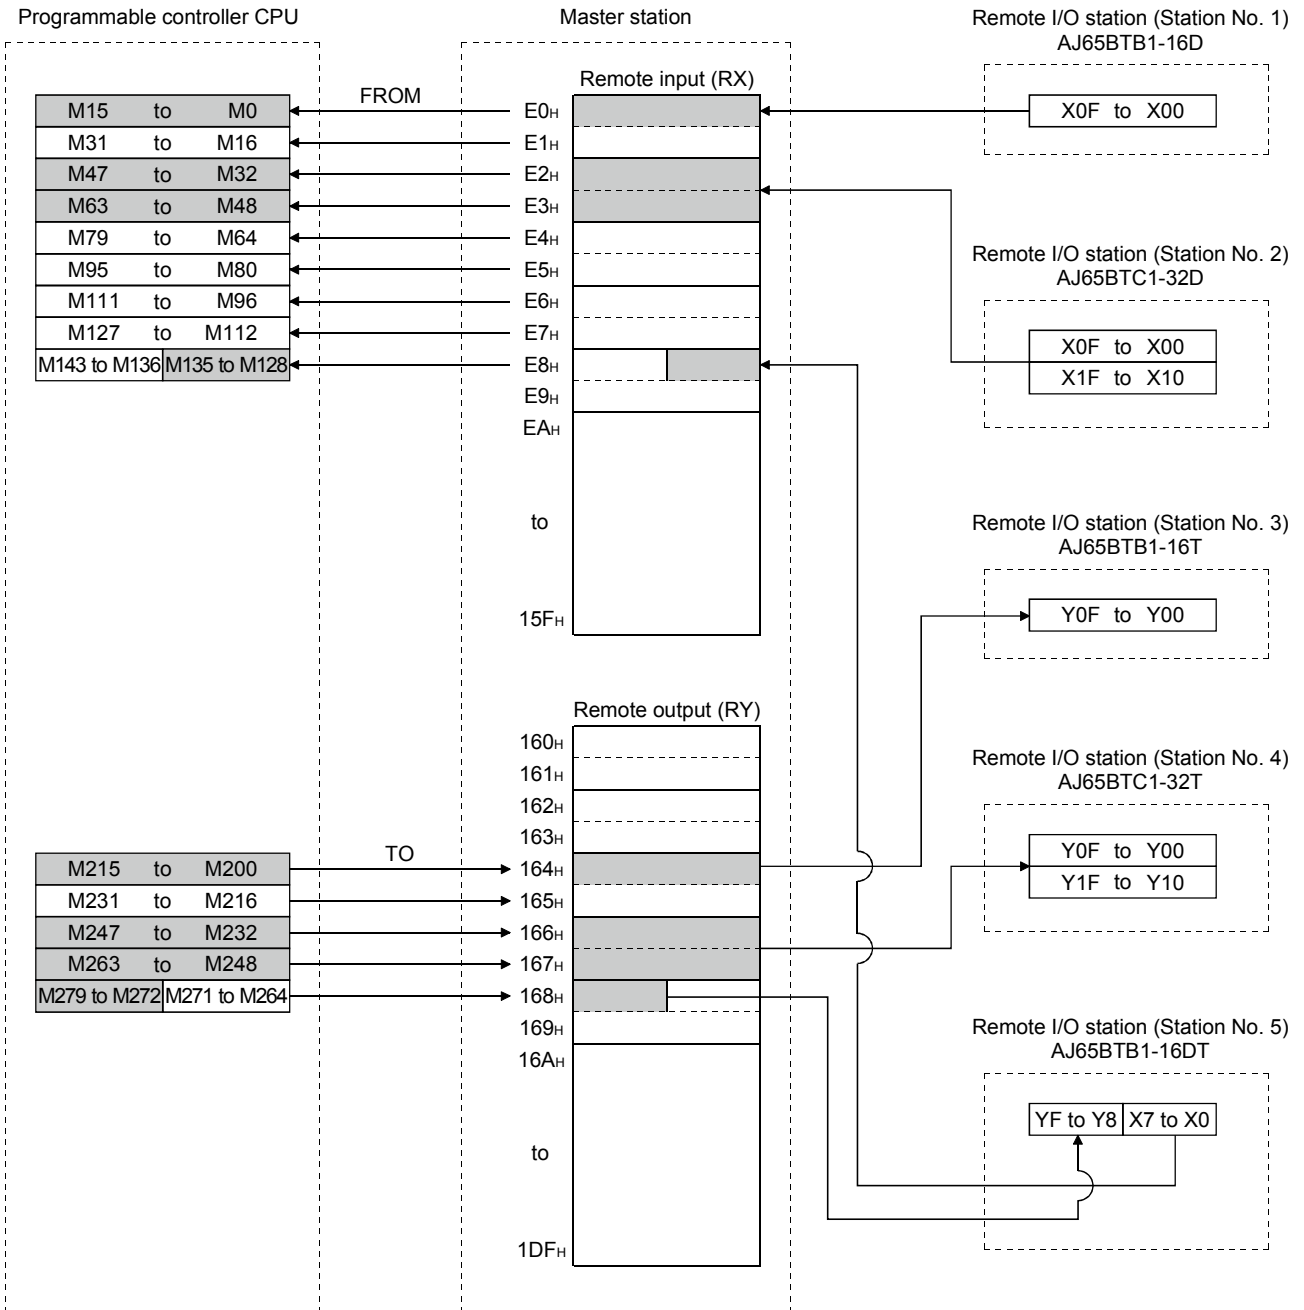 Programmable controller CPU
Master station
Remote I/O station (Station No. 1)
AJ65BTB1-16D
Remote input (RX)
FROM
M15 to M0
E0H
X0F to X00
M31 to M16
E1H
M47 to M32
E2H
M63 to M48
E3H
M79 to M64
E4H
M95 to M80
E5H
M111 to M96
E6H
M127 to M112
E7H
M143 to M136
M135 to M128
E8H
E9H
EAH
to
15FH
Remote I/O station (Station No. 2)
AJ65BTC1-32D
X0F to X00
X1F to X10
Remote I/O station (Station No. 3)
AJ65BTB1-16T
Y0F to Y00
Remote output (RY)
160H
161H
162H
163H
TO
M215 to M200
164H
M231 to M216
165H
M247 to M232
166H
M263 to M248
167H
M279 to M272
M271 to M264
168H
169H
16AH
to
1DFH
Remote I/O station (Station No. 4)
AJ65BTC1-32T
Y0F to Y00
Y1F to Y10
Remote I/O station (Station No. 5)
AJ65BTB1-16DT
YF to Y8
X7 to X0